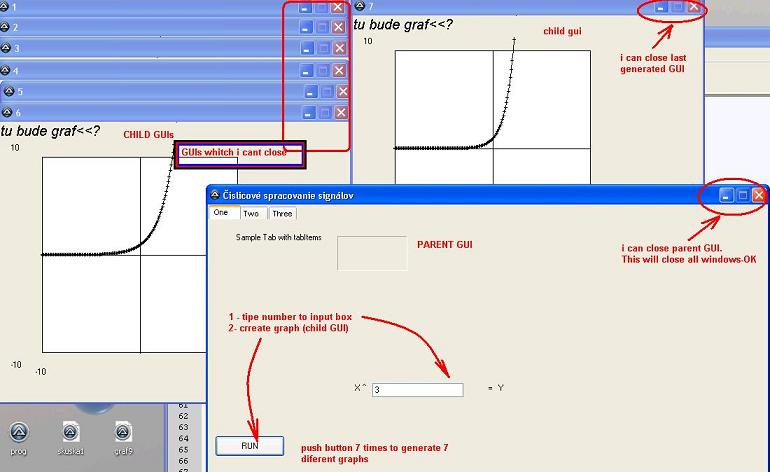 1
2
3
4
5
6
tu bude graf<<?
CHILD GUIs
GUIs whitch i cant close
10
-10
-10
7
tu bude graf<<?
10
child gui
i can close last
generated GUI
Čislicové spracovanie signálov
One
Two
Three
Sample Tab with tabItems
PARENT GUI
i can close parent GUI.
This will close all windows-OK
1 - tipe number to input box
2- crreate graph (child GUI)
X^
3
= Y
RUN
push button 7 times to generate 7
diferent graphs
prog
skuska1
graf9
61
62
63
64
65
66